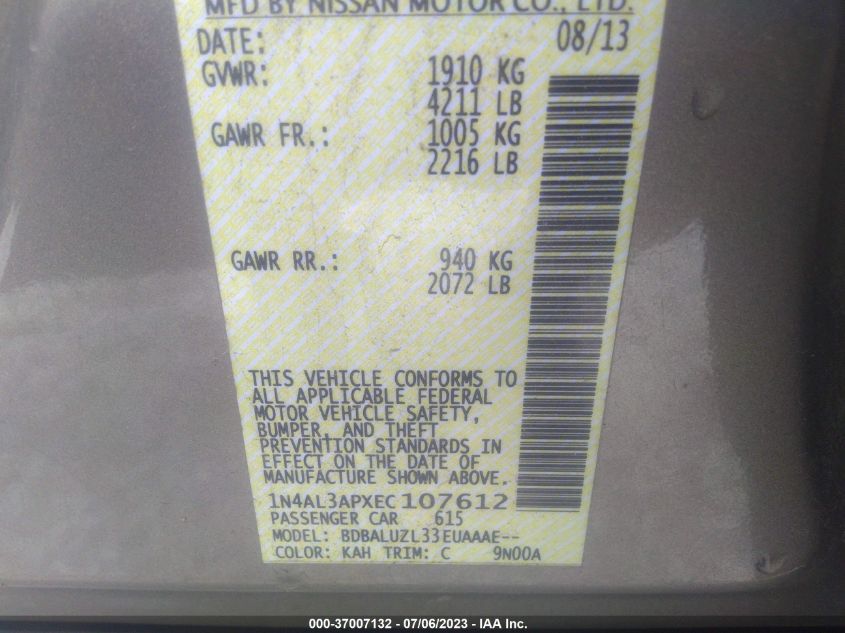 MFD BY NISSAN MOTOR CO., LTD.
DATE: 08/13
GVWR: 1910 KG
4211 LB
GAWR FR.: 1005 KG
2216 LB
GAWR RR.: 940 KG
2072 LB
THIS VEHICLE CONFORMS TO
ALL APPLICABLE FEDERAL
MOTOR VEHICLE SAFETY,
BUMPER, AND THEFT
PREVENTION STANDARDS IN
EFFECT ON THE DATE OF
MANUFACTURE SHOWN ABOVE.
1N4AL3APXEC107612
PASSENGER CAR 615
MODEL: BDBALUZL33EUAAAE--
COLOR: KAH TRIM: C 9N00A
000-37007132 - 07/06/2023 - IAA Inc.